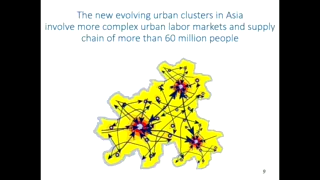 The new evolving urban clusters in Asia
involve more complex urban labor markets and supply
chain of more than 60 million people